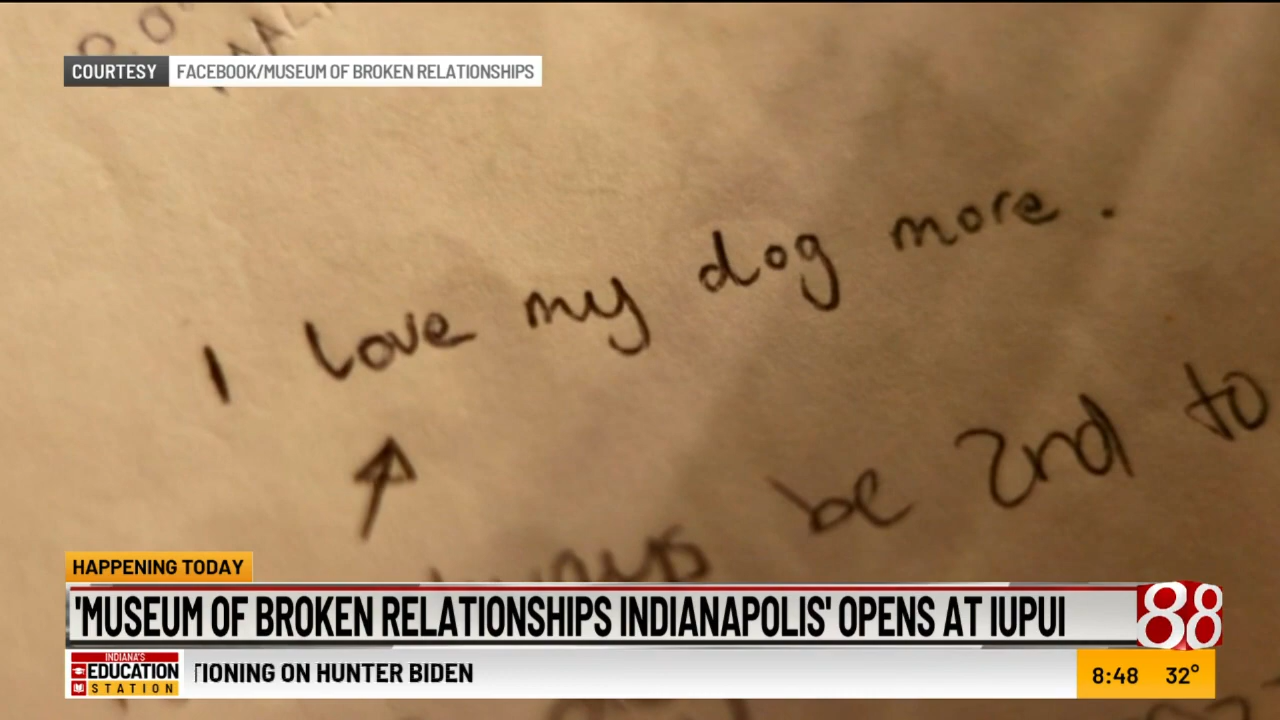 COURTESY FACEBOOK/MUSEUM OF BROKEN RELATIONSHIPS
I love my dog more.
be 2nd to
HAPPENING TODAY
'MUSEUM OF BROKEN RELATIONSHIPS INDIANAPOLIS' OPENS AT IUPUI
88
INDIANA'S
EDUCATION
STATION
TIONING ON HUNTER BIDEN
8:48 32°